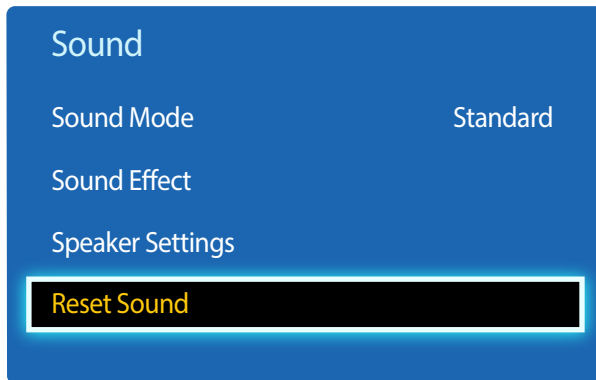 Sound
Sound Mode Standard
Sound Effect
Speaker Settings
Reset Sound